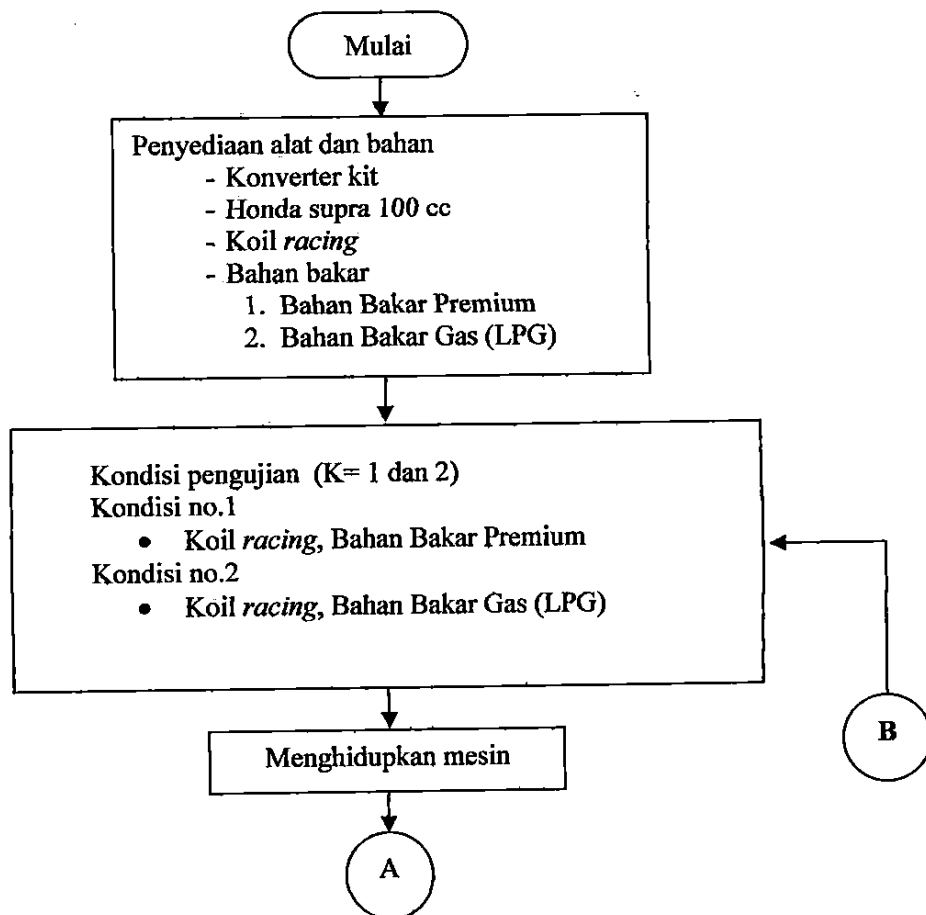 Mulai
Penyediaan alat dan bahan
- Konverter kit
- Honda supra 100 cc
- Koil racing
- Bahan bakar
1. Bahan Bakar Premium
2. Bahan Bakar Gas (LPG)
Kondisi pengujian (K= 1 dan 2)
Kondisi no.1
• Koil racing, Bahan Bakar Premium
Kondisi no.2
• Koil racing, Bahan Bakar Gas (LPG)
B
Menghidupkan mesin
A